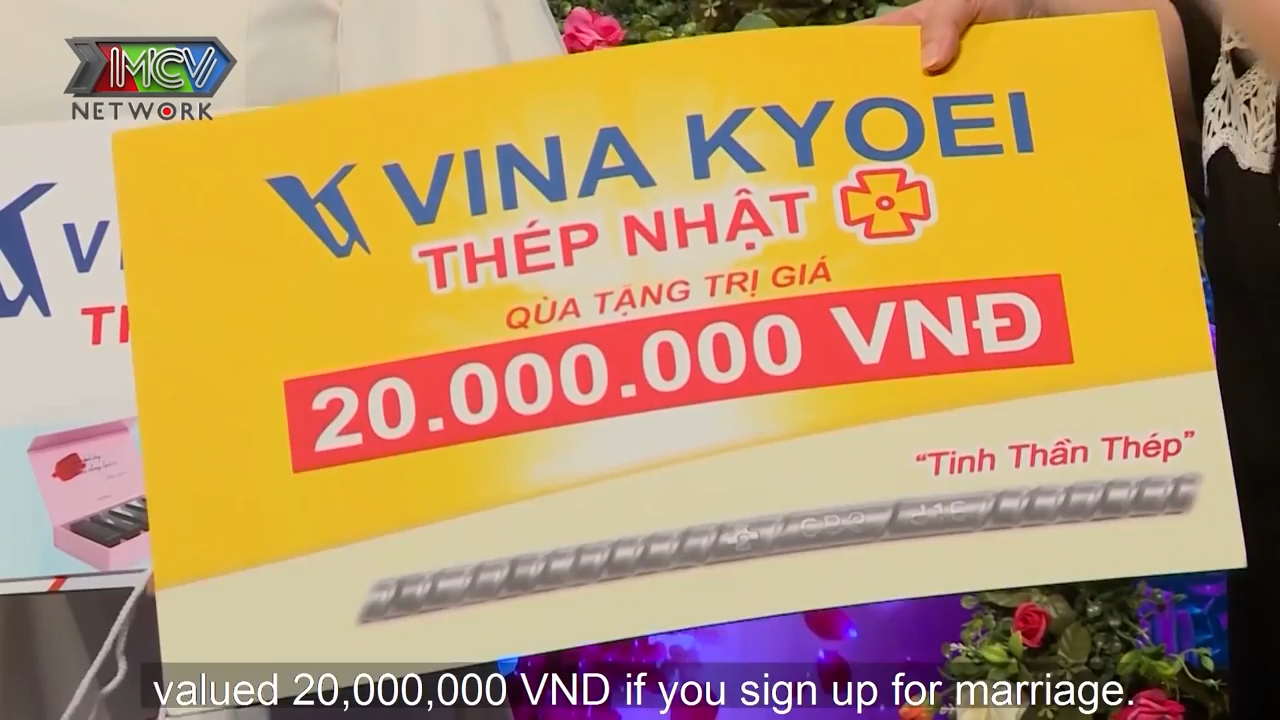 MCV
NETWORK
VINA KYOEI
THÉP NHẬT
QÙA TẶNG TRỊ GIÁ
20.000.000 VNĐ
“Tinh Thần Thép”
valued 20,000,000 VND if you sign up for marriage.